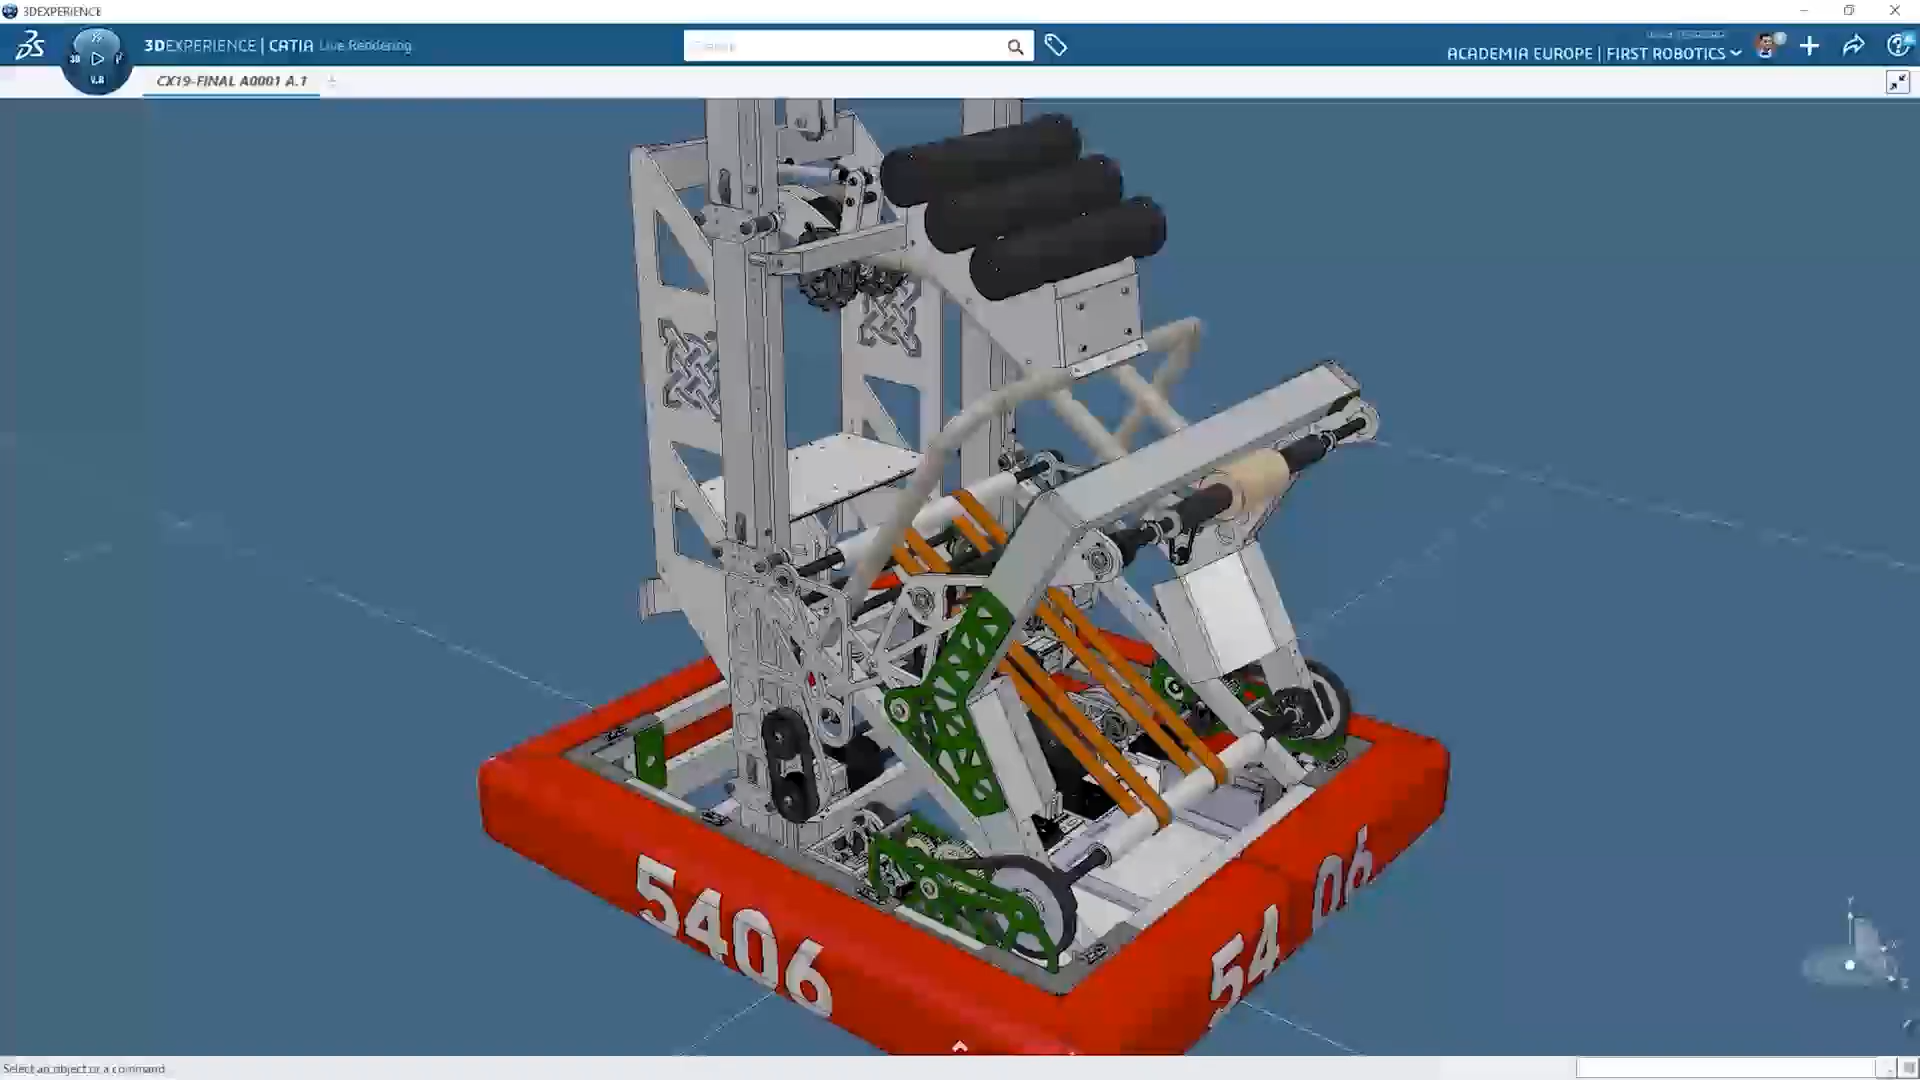 3DEXPERIENCE
3DEXPERIENCE | CATIA Live Rendering
ACADEMIA EUROPE | FIRST ROBOTICS
3D
V.R
CX19-FINAL A0001 A.1
5406
54 06
Select an object or a command